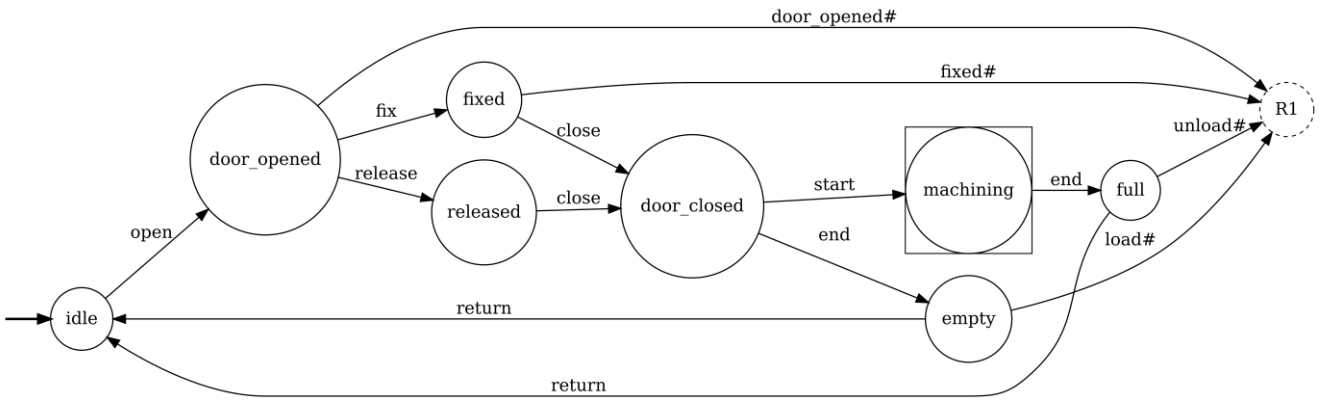 door_opened#
fixed#
fix
fixed
R1
unload#
close
door_opened
release
start
machining
end
full
released
close
door_closed
open
end
load#
idle
return
empty
return